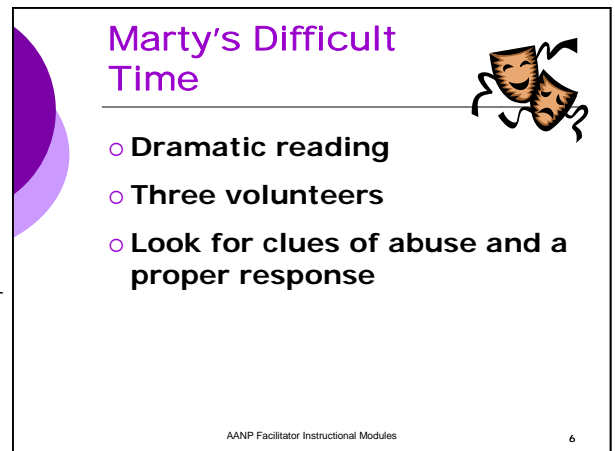 Marty's Difficult
Time
Dramatic reading
Three volunteers
Look for clues of abuse and a
proper response
AANP Facilitator Instructional Modules
6